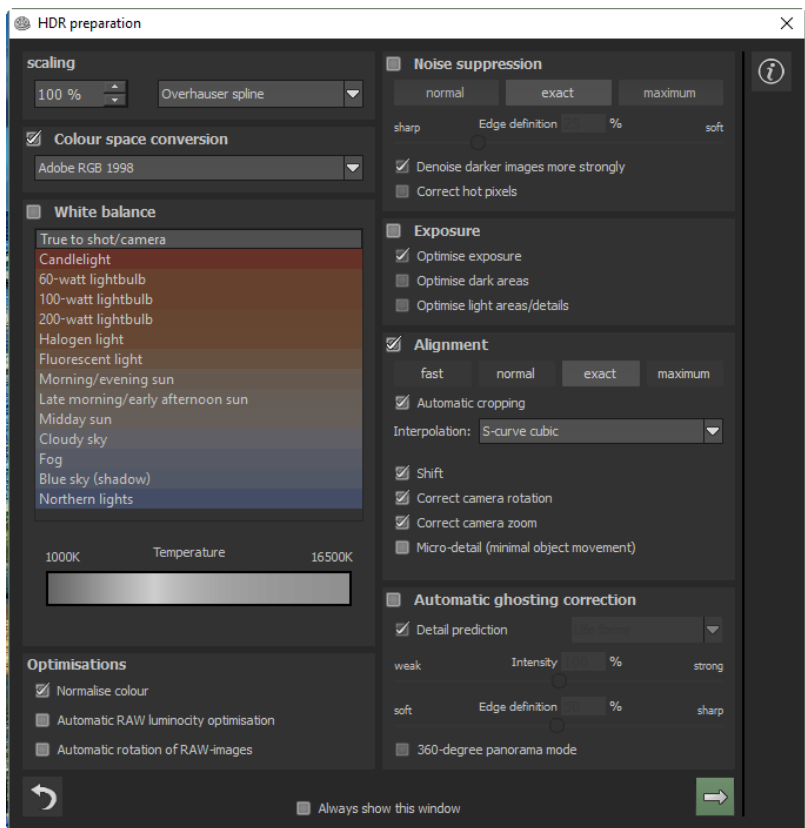 HDR preparation
scaling
100 %
Overhauser spline
Colour space conversion
Adobe RGB 1998
White balance
True to shot/camera
Candlelight
60-watt lightbulb
100-watt lightbulb
200-watt lightbulb
Halogen light
Fluorescent light
Morning/evening sun
Late morning/early afternoon sun
Midday sun
Cloudy sky
Fog
Blue sky (shadow)
Northern lights
1000K Temperature 16500K
Optimisations
Normalise colour
Automatic RAW luminocity optimisation
Automatic rotation of RAW-images
Noise suppression
normal exact maximum
sharp Edge definition % soft
Denoise darker images more strongly
Correct hot pixels
Exposure
Optimise exposure
Optimise dark areas
Optimise light areas/details
Alignment
fast normal exact maximum
Automatic cropping
Interpolation: S-curve cubic
Shift
Correct camera rotation
Correct camera zoom
Micro-detail (minimal object movement)
Automatic ghosting correction
Detail prediction
weak Intensity % strong
soft Edge definition % sharp
360-degree panorama mode
Always show this window